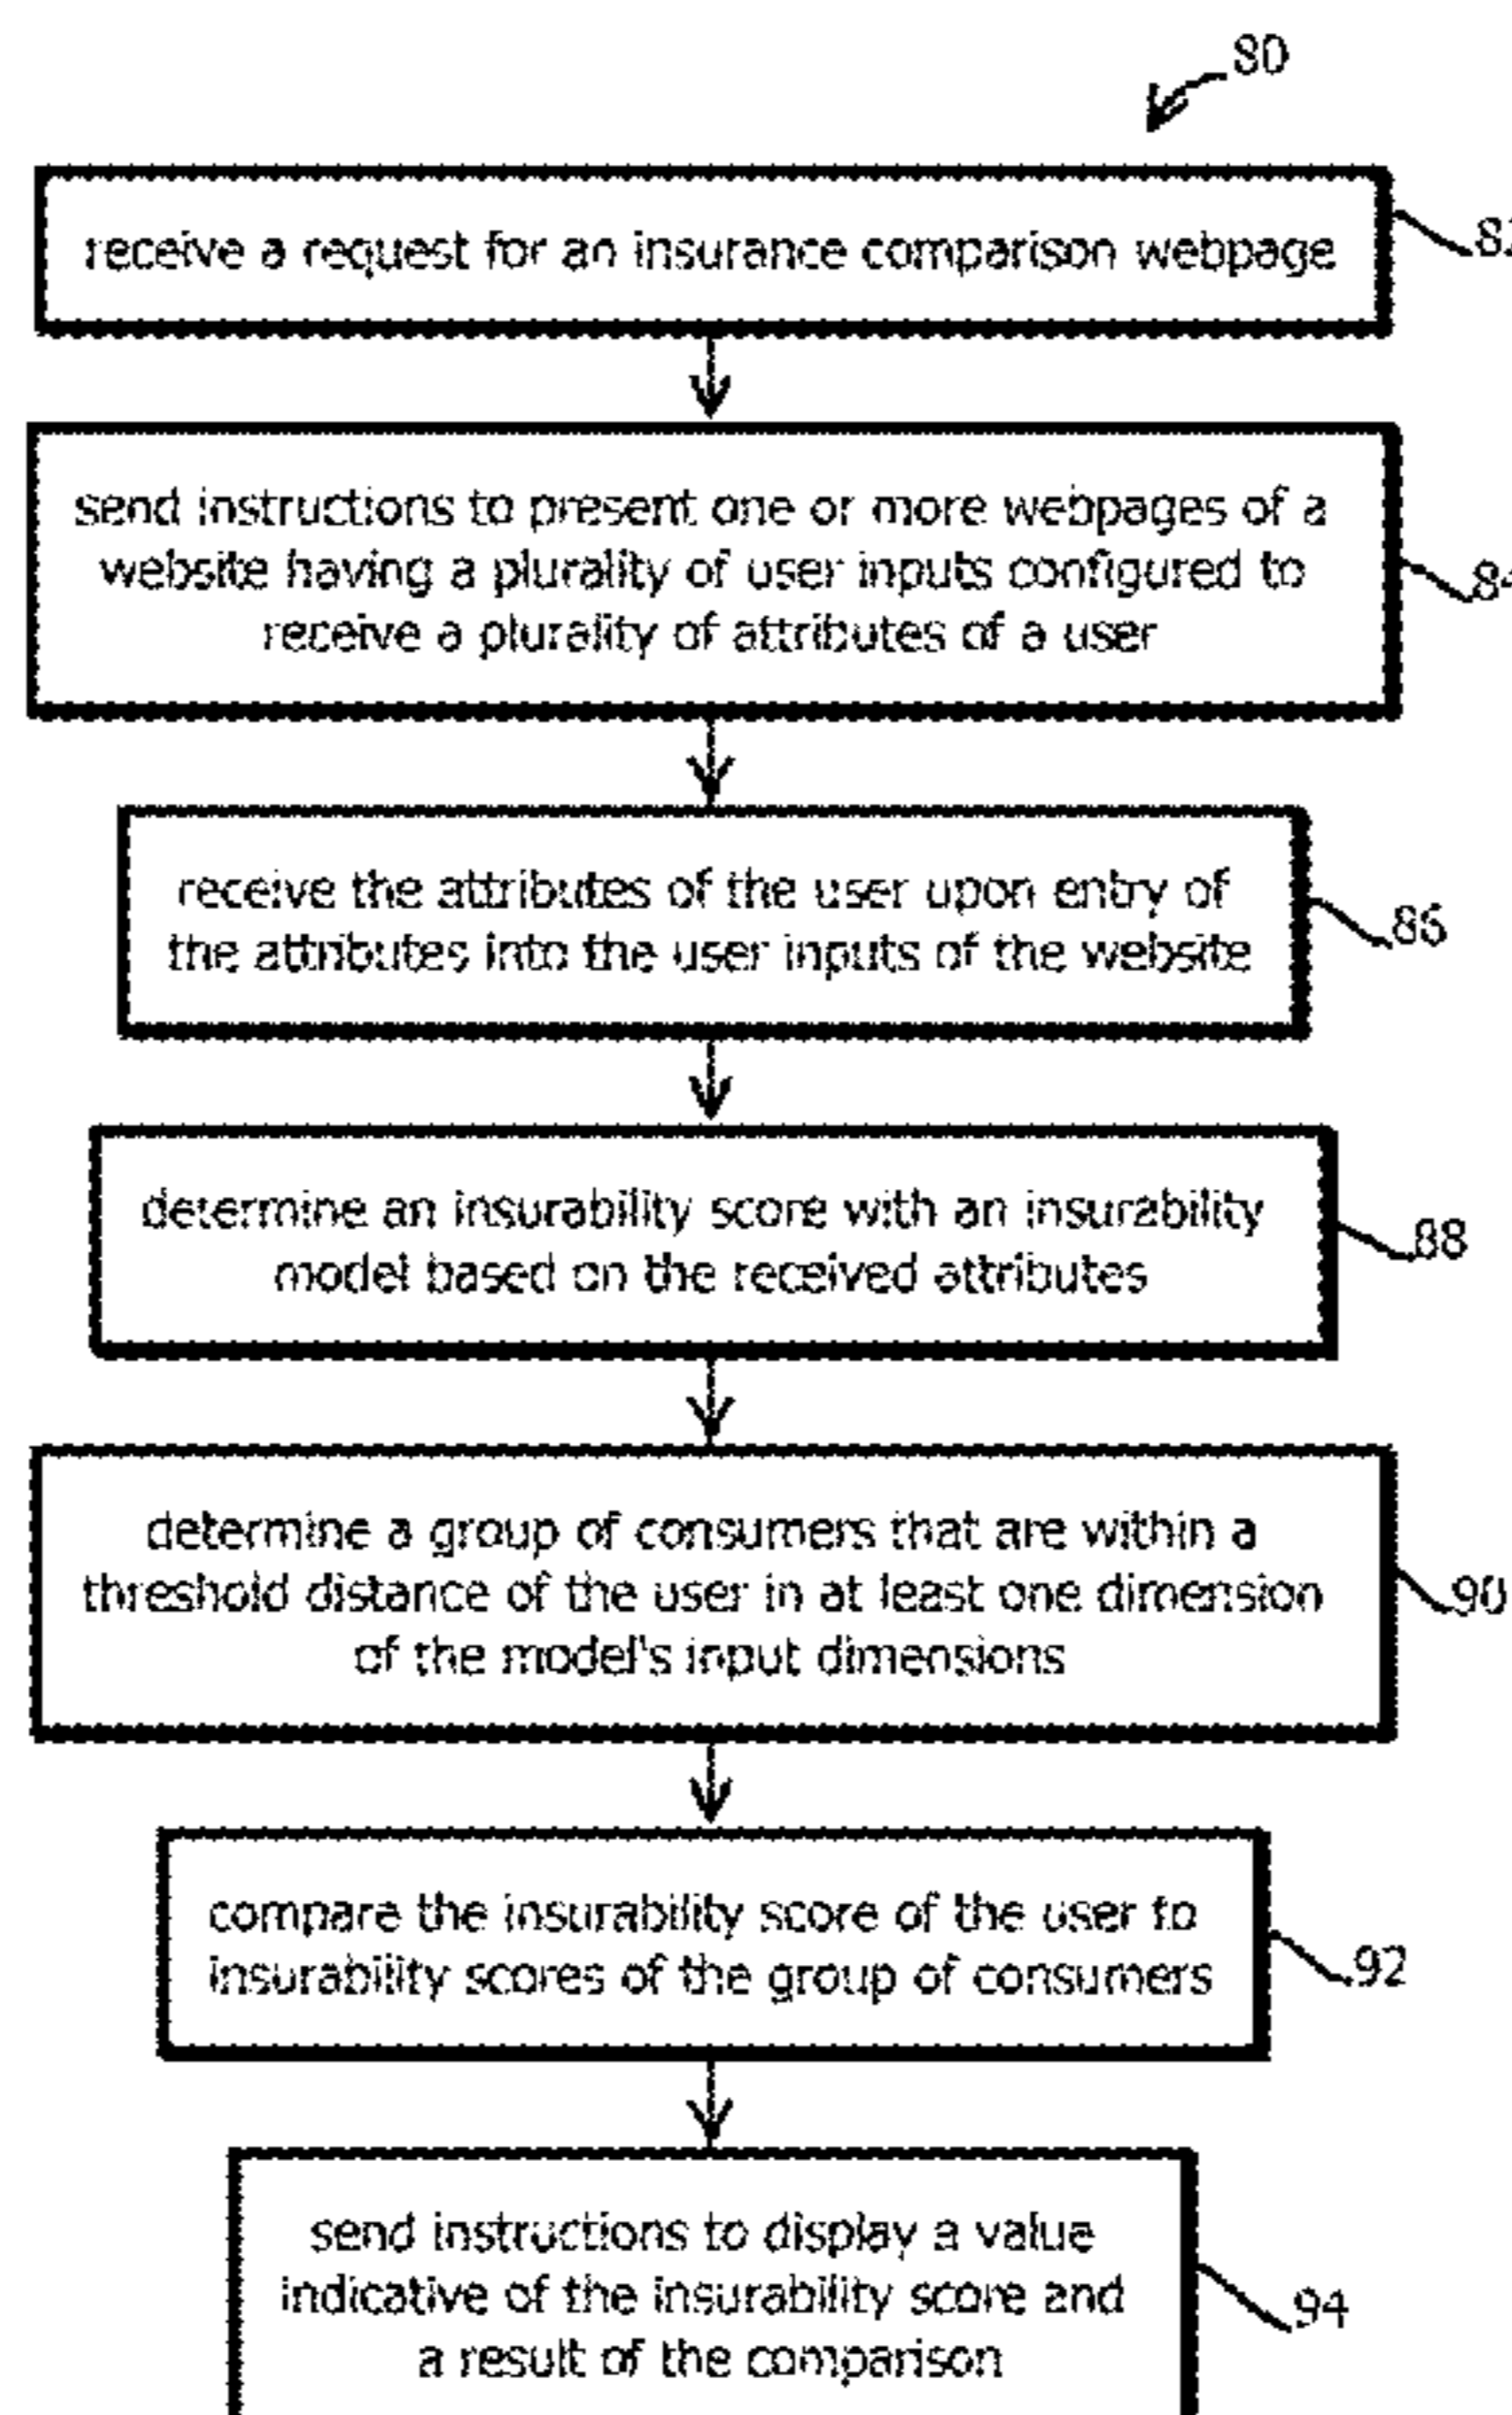 80
receive a request for an insurance comparison webpage
send instructions to present one or more webpages of a
website having a plurality of user inputs configured to
receive a plurality of attributes of a user
receive the attributes of the user upon entry of
the attributes into the user inputs of the website
86
determine an insurability score with an insurability
model based on the received attributes
88
determine a group of consumers that are within a
threshold distance of the user in at least one dimension
of the model's input dimensions
90
compare the insurability score of the user to
insurability scores of the group of consumers
92
send instructions to display a value
indicative of the insurability score and
a result of the comparison
94